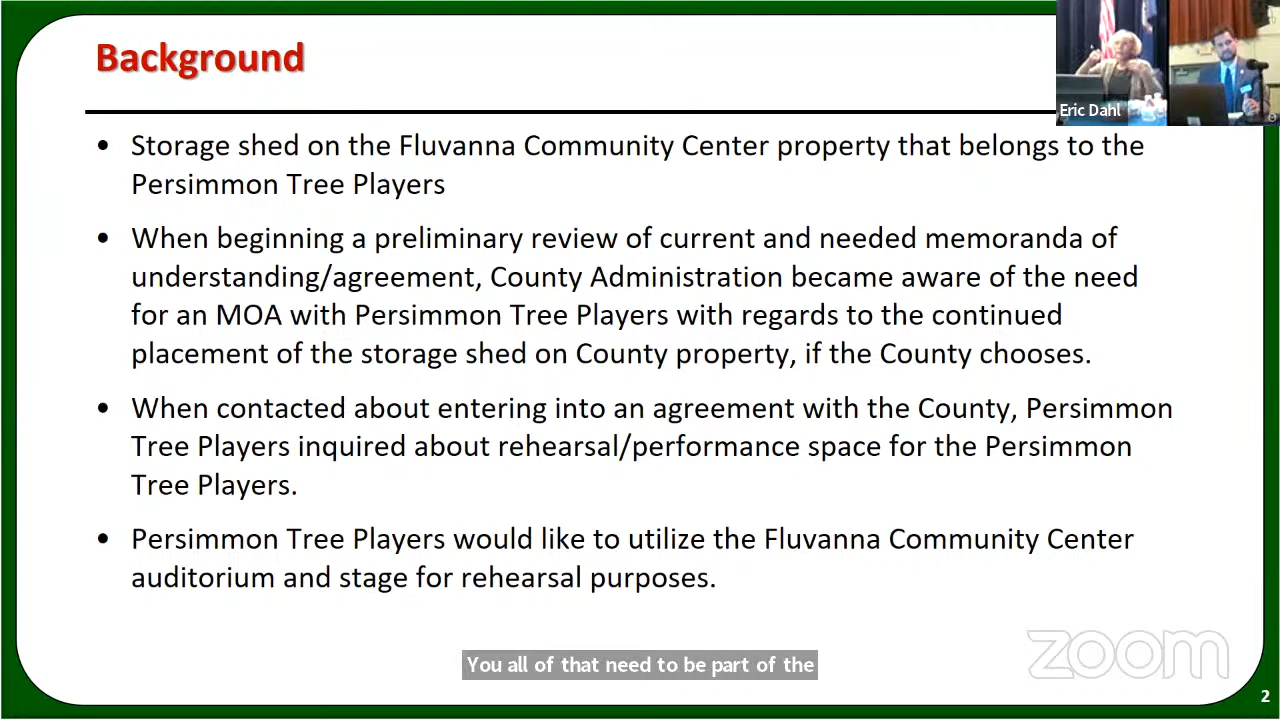 Background
Eric Dahl
• Storage shed on the Fluvanna Community Center property that belongs to the
Persimmon Tree Players
• When beginning a preliminary review of current and needed memoranda of
understanding/agreement, County Administration became aware of the need
for an MOA with Persimmon Tree Players with regards to the continued
placement of the storage shed on County property, if the County chooses.
• When contacted about entering into an agreement with the County, Persimmon
Tree Players inquired about rehearsal/performance space for the Persimmon
Tree Players.
• Persimmon Tree Players would like to utilize the Fluvanna Community Center
auditorium and stage for rehearsal purposes.
zoom
You all of that need to be part of the
2